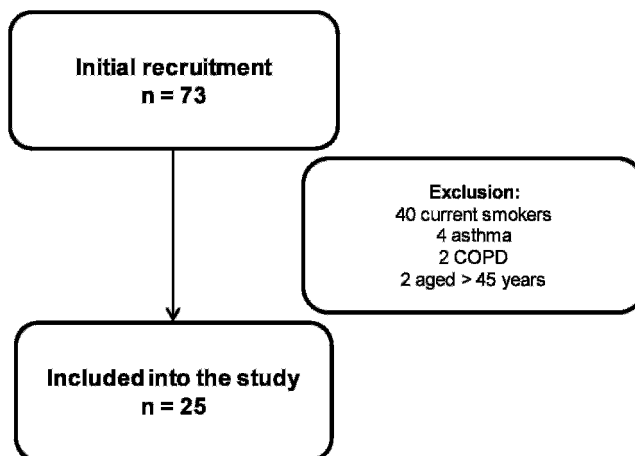 Initial recruitment
n = 73
Exclusion:
40 current smokers
4 asthma
2 COPD
2 aged > 45 years
Included into the study
n = 25